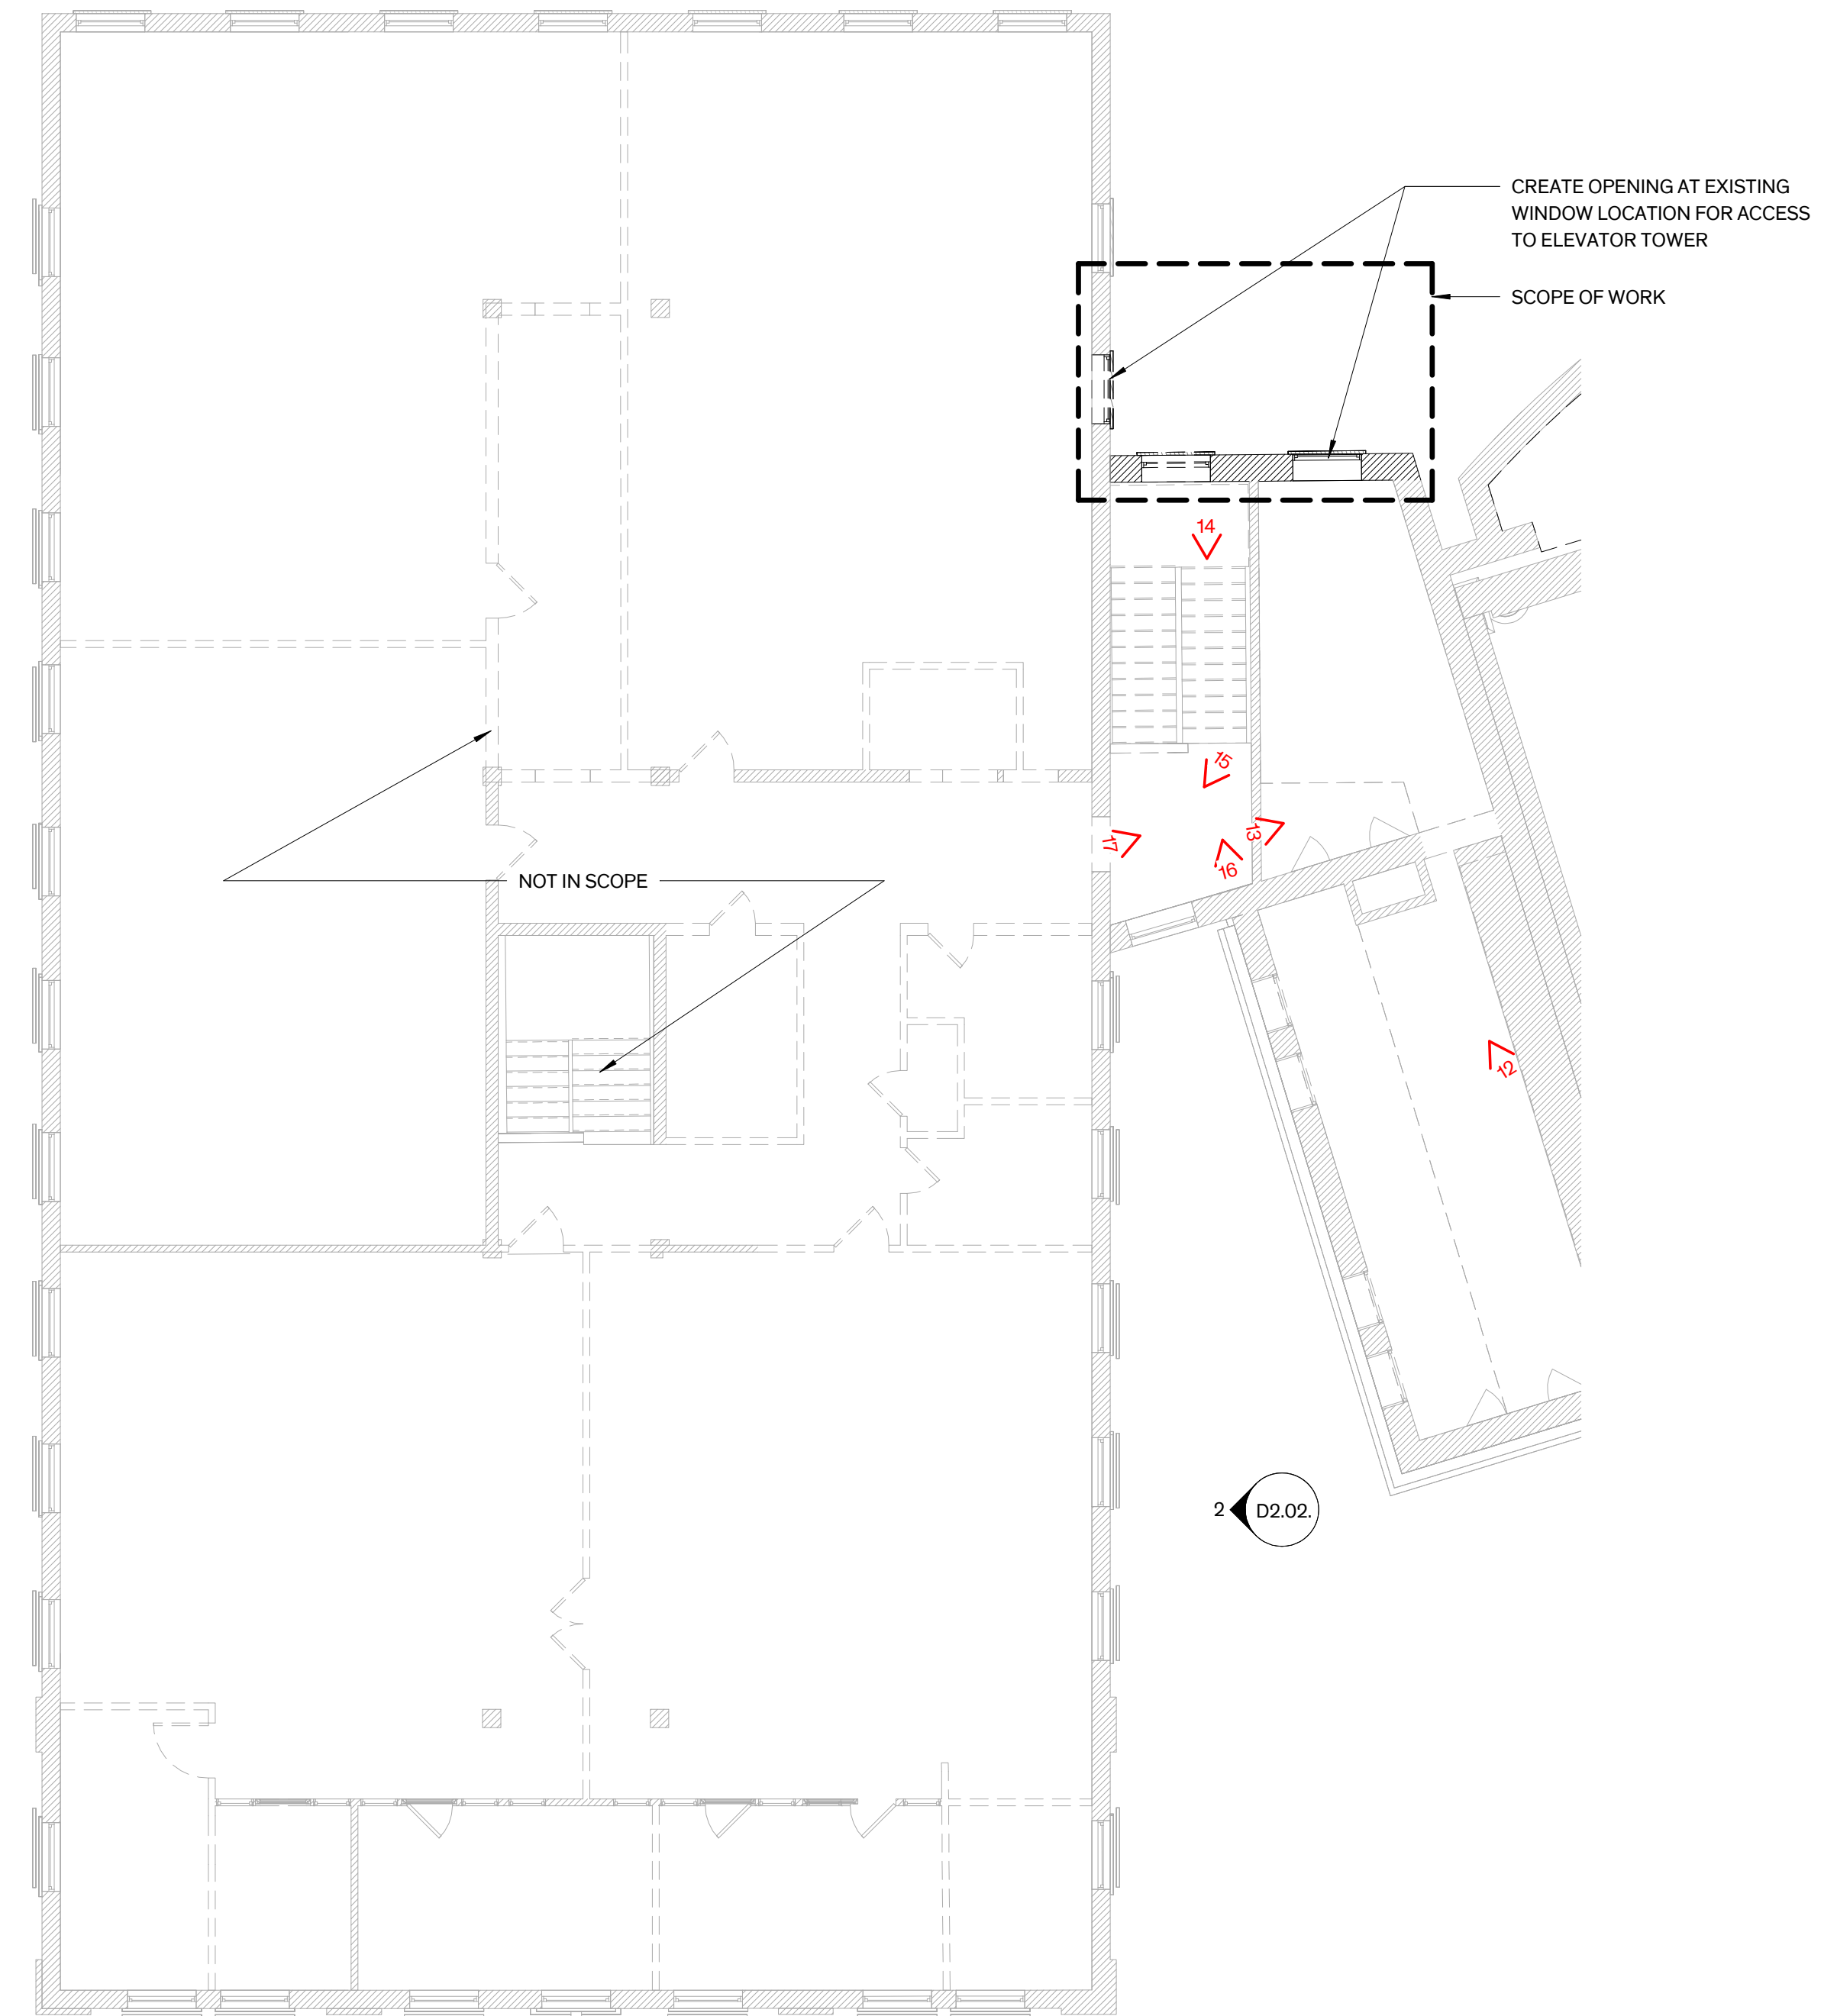 CREATE OPENING AT EXISTING
WINDOW LOCATION FOR ACCESS
TO ELEVATOR TOWER
SCOPE OF WORK
14
15
13
17
16
NOT IN SCOPE
12
2
D2.02.